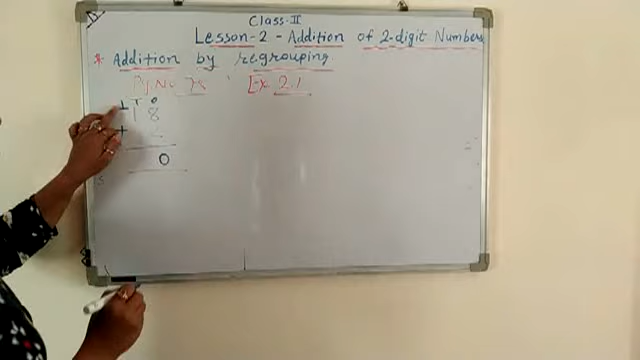 Class-II
Lesson-2 - Addition of 2-digit Numbers
* Addition by regrouping
Pg No Ex 2.1
T O
1 1 8
+ 2
0